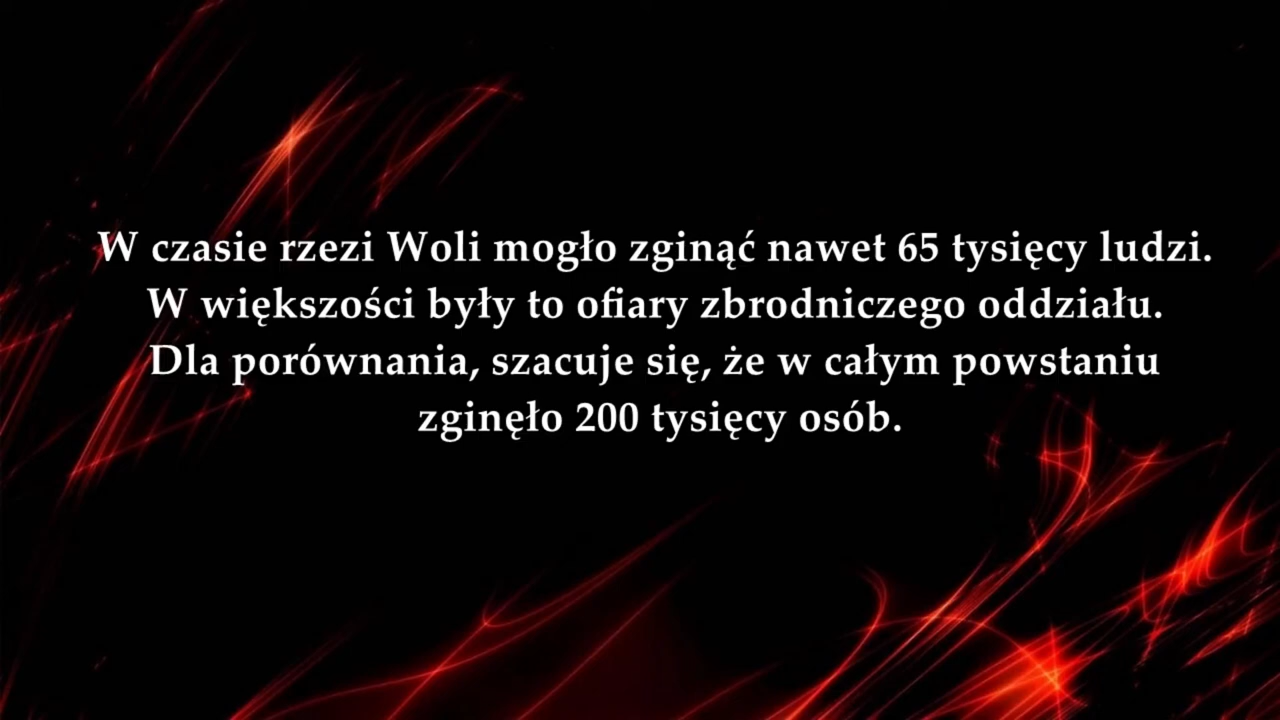 W czasie rzezi Woli mogło zginąć nawet 65 tysięcy ludzi.
W większości były to ofiary zbrodniczego oddziału.
Dla porównania, szacuje się, że w całym powstaniu
zginęło 200 tysięcy osób.